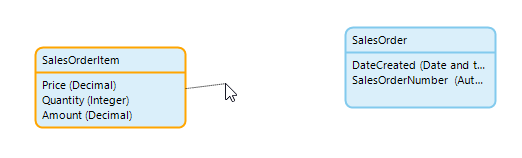 SalesOrderItem
Price (Decimal)
Quantity (Integer)
Amount (Decimal)
SalesOrder
DateCreated (Date and t...
SalesOrderNumber (Aut...